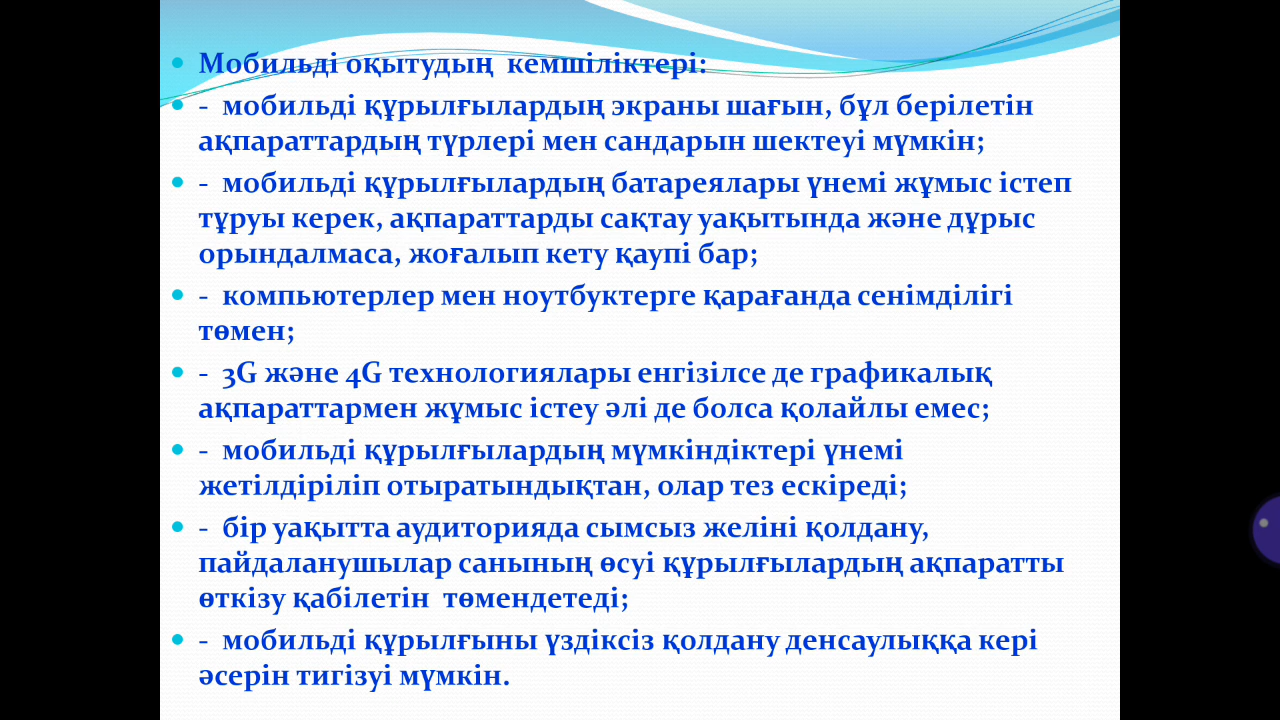 • Мобильді оқытудың  кемшіліктері:
• -  мобильді құрылғылардың экраны шағын, бұл берілетін
ақпараттардың түрлері мен сандарын шектеуі мүмкін;
• -  мобильді құрылғылардың батареялары үнемі жұмыс істеп
тұруы керек, ақпараттарды сақтау уақытында және дұрыс
орындалмаса, жоғалып кету қаупі бар;
• -  компьютерлер мен ноутбуктерге қарағанда сенімділігі
төмен;
• -  3G және 4G технологиялары енгізілсе де графикалық
ақпараттармен жұмыс істеу әлі де болса қолайлы емес;
• -  мобильді құрылғылардың мүмкіндіктері үнемі
жетілдіріліп отыратындықтан, олар тез ескіреді;
• -  бір уақытта аудиторияда сымсыз желіні қолдану,
пайдаланушылар санының өсуі құрылғылардың ақпаратты
өткізу қабілетін  төмендетеді;
• -  мобильді құрылғыны үздіксіз қолдану денсаулыққа кері
әсерін тигізуі мүмкін.